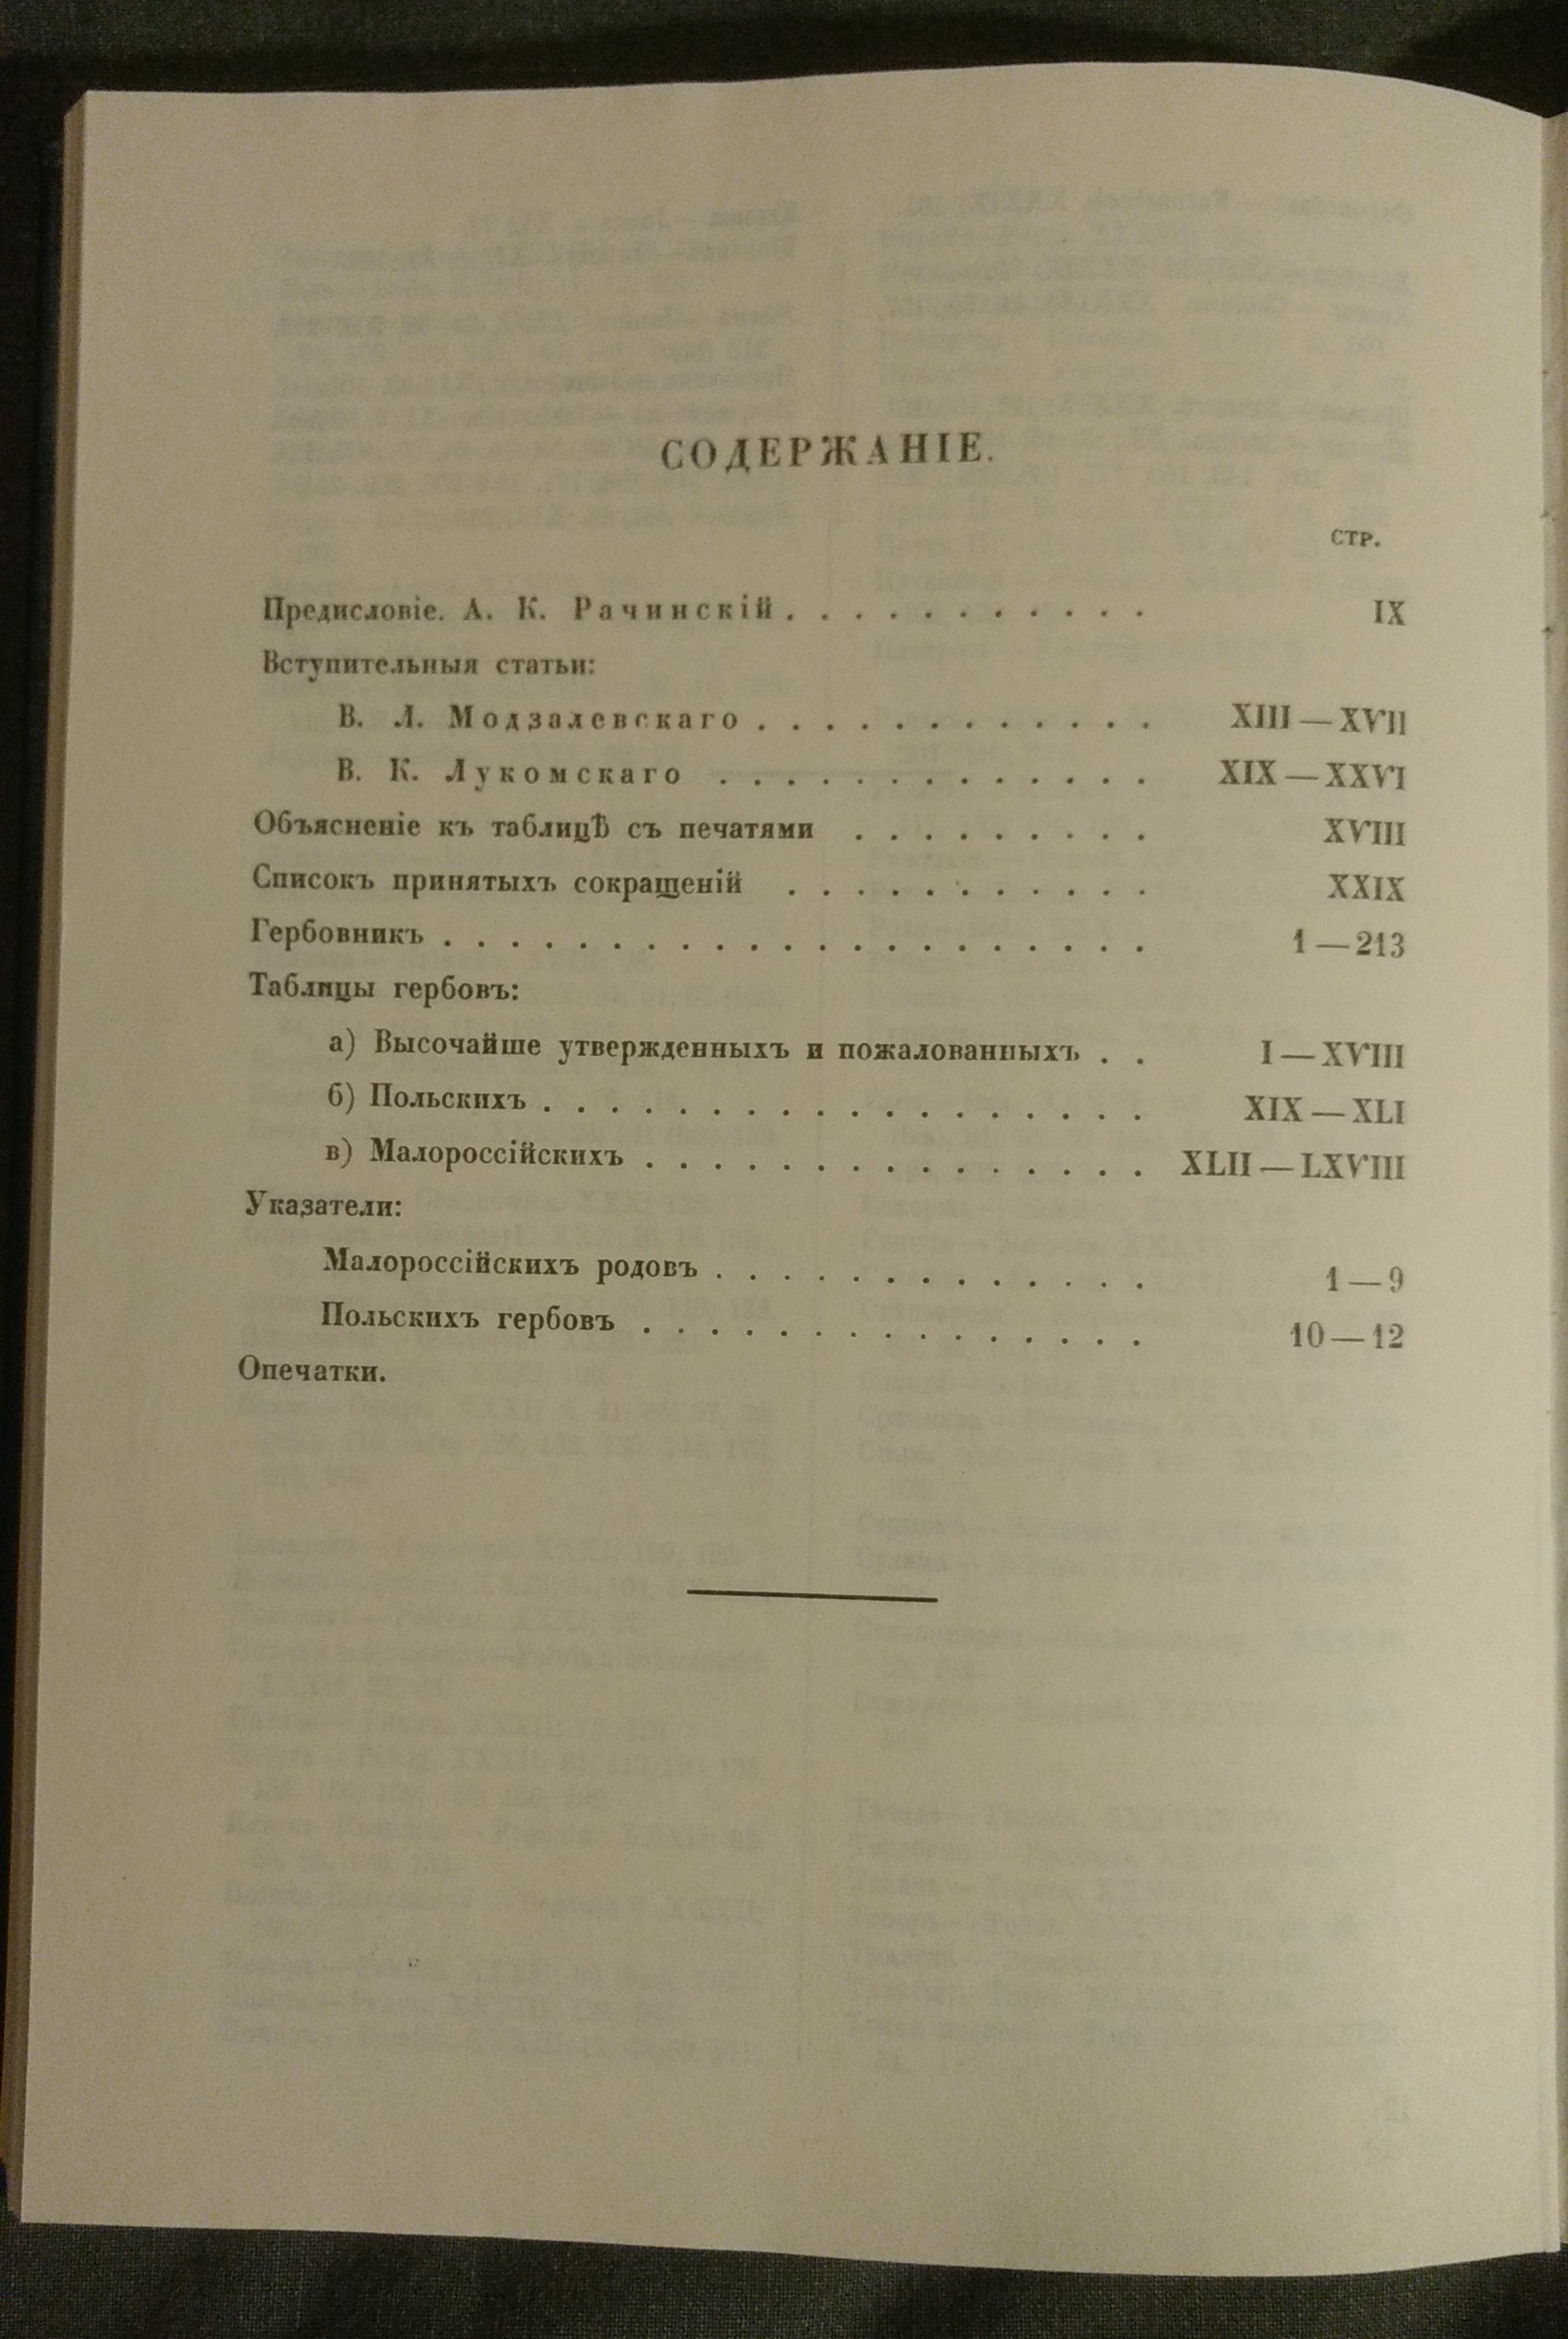 СОДЕРЖАНІЕ.
СТР.
Предисловіе. А. К. Рачинскій . . . . . . . . . . . IX
Вступительныя статьи:
В. Л. Модзалевскаго . . . . . . . . . . . . XIII — XVII
В. К. Лукомскаго . . . . . . . . . . . . . XIX — XXVI
Объясненіе къ таблицѣ съ печатями . . . . . . . . . XVIII
Списокъ принятыхъ сокращеній . . . . . . . . . . . XXIX
Гербовникъ . . . . . . . . . . . . . . . . . . . . . 1 — 213
Таблицы гербовъ:
а) Высочайше утвержденныхъ и пожалованныхъ . . I — XVIII
б) Польскихъ . . . . . . . . . . . . . . . . . . XIX — XLI
в) Малороссійскихъ . . . . . . . . . . . . . . . XLII — LXVIII
Указатели:
Малороссійскихъ родовъ . . . . . . . . . . . . . 1 — 9
Польскихъ гербовъ . . . . . . . . . . . . . . . 10 — 12
Опечатки.